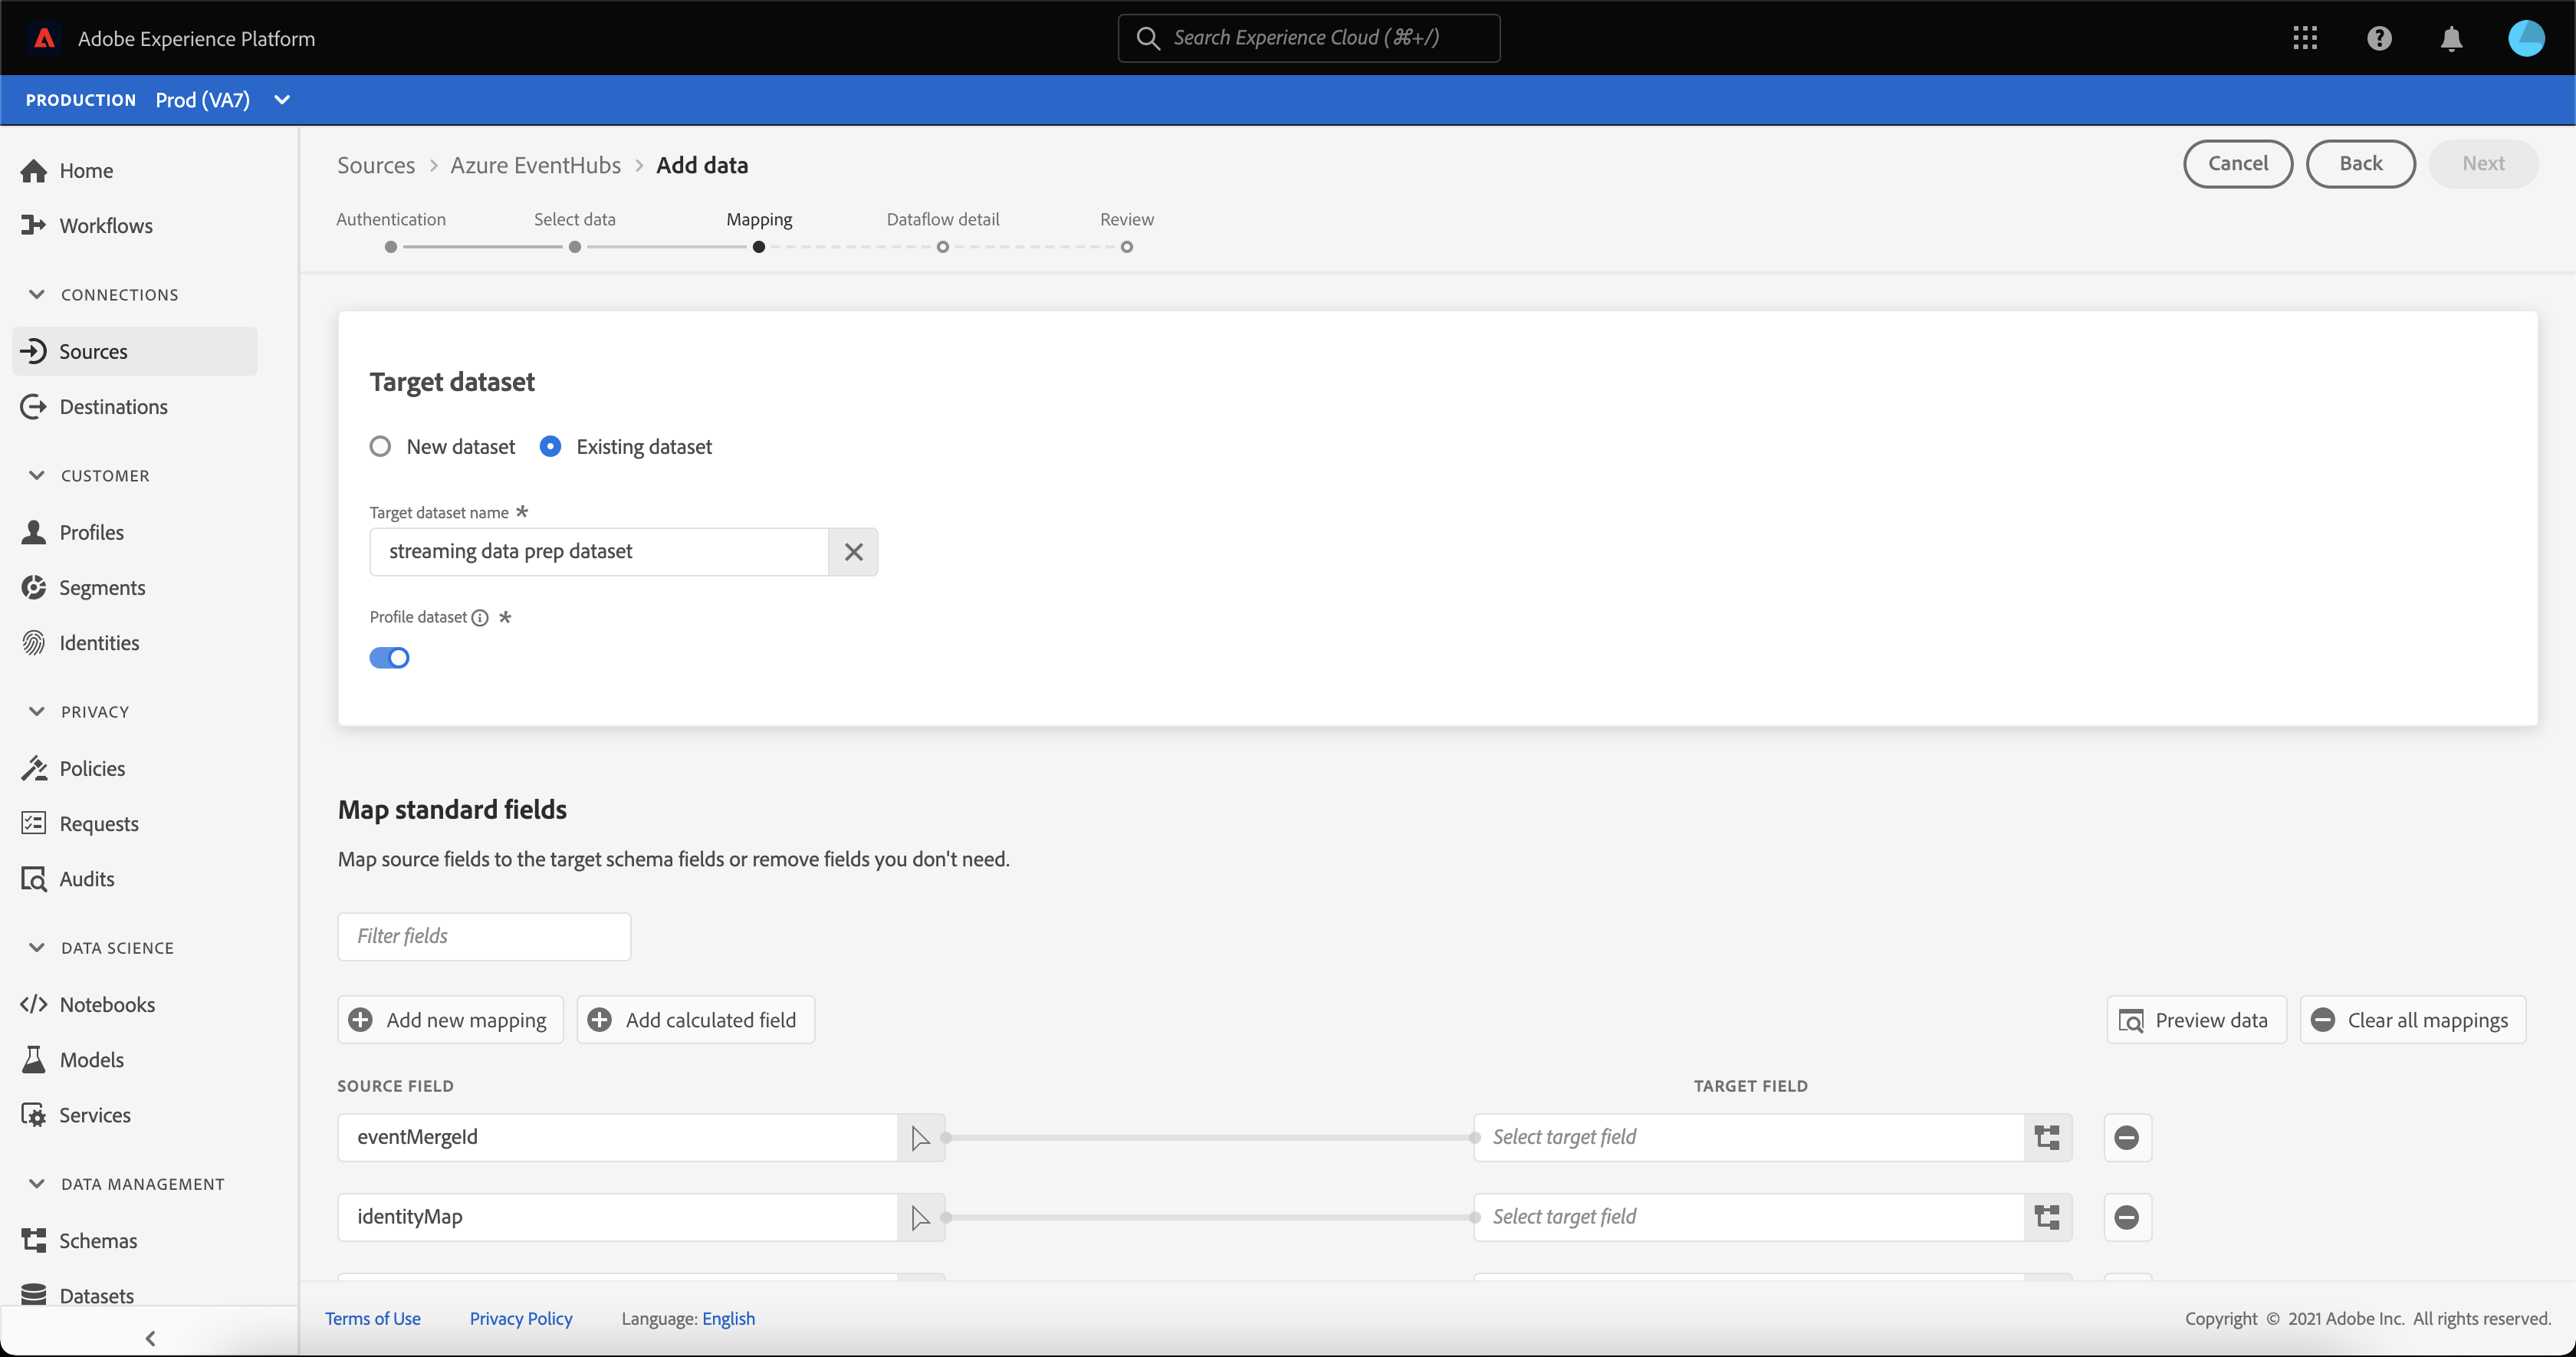 Adobe Experience Platform
Search Experience Cloud (⌘+/)
PRODUCTION Prod (VA7)
Home
Workflows
CONNECTIONS
Sources
Destinations
CUSTOMER
Profiles
Segments
Identities
PRIVACY
Policies
Requests
Audits
DATA SCIENCE
Notebooks
Models
Services
DATA MANAGEMENT
Schemas
Datasets
Sources > Azure EventHubs > Add data
Cancel Back Next
Authentication Select data Mapping Dataflow detail Review
Target dataset
New dataset Existing dataset
Target dataset name *
streaming data prep dataset
Profile dataset *
Map standard fields
Map source fields to the target schema fields or remove fields you don't need.
Filter fields
Add new mapping Add calculated field Preview data Clear all mappings
SOURCE FIELD TARGET FIELD
eventMergeId Select target field
identityMap Select target field
Terms of Use Privacy Policy Language: English Copyright © 2021 Adobe Inc. All rights reserved.